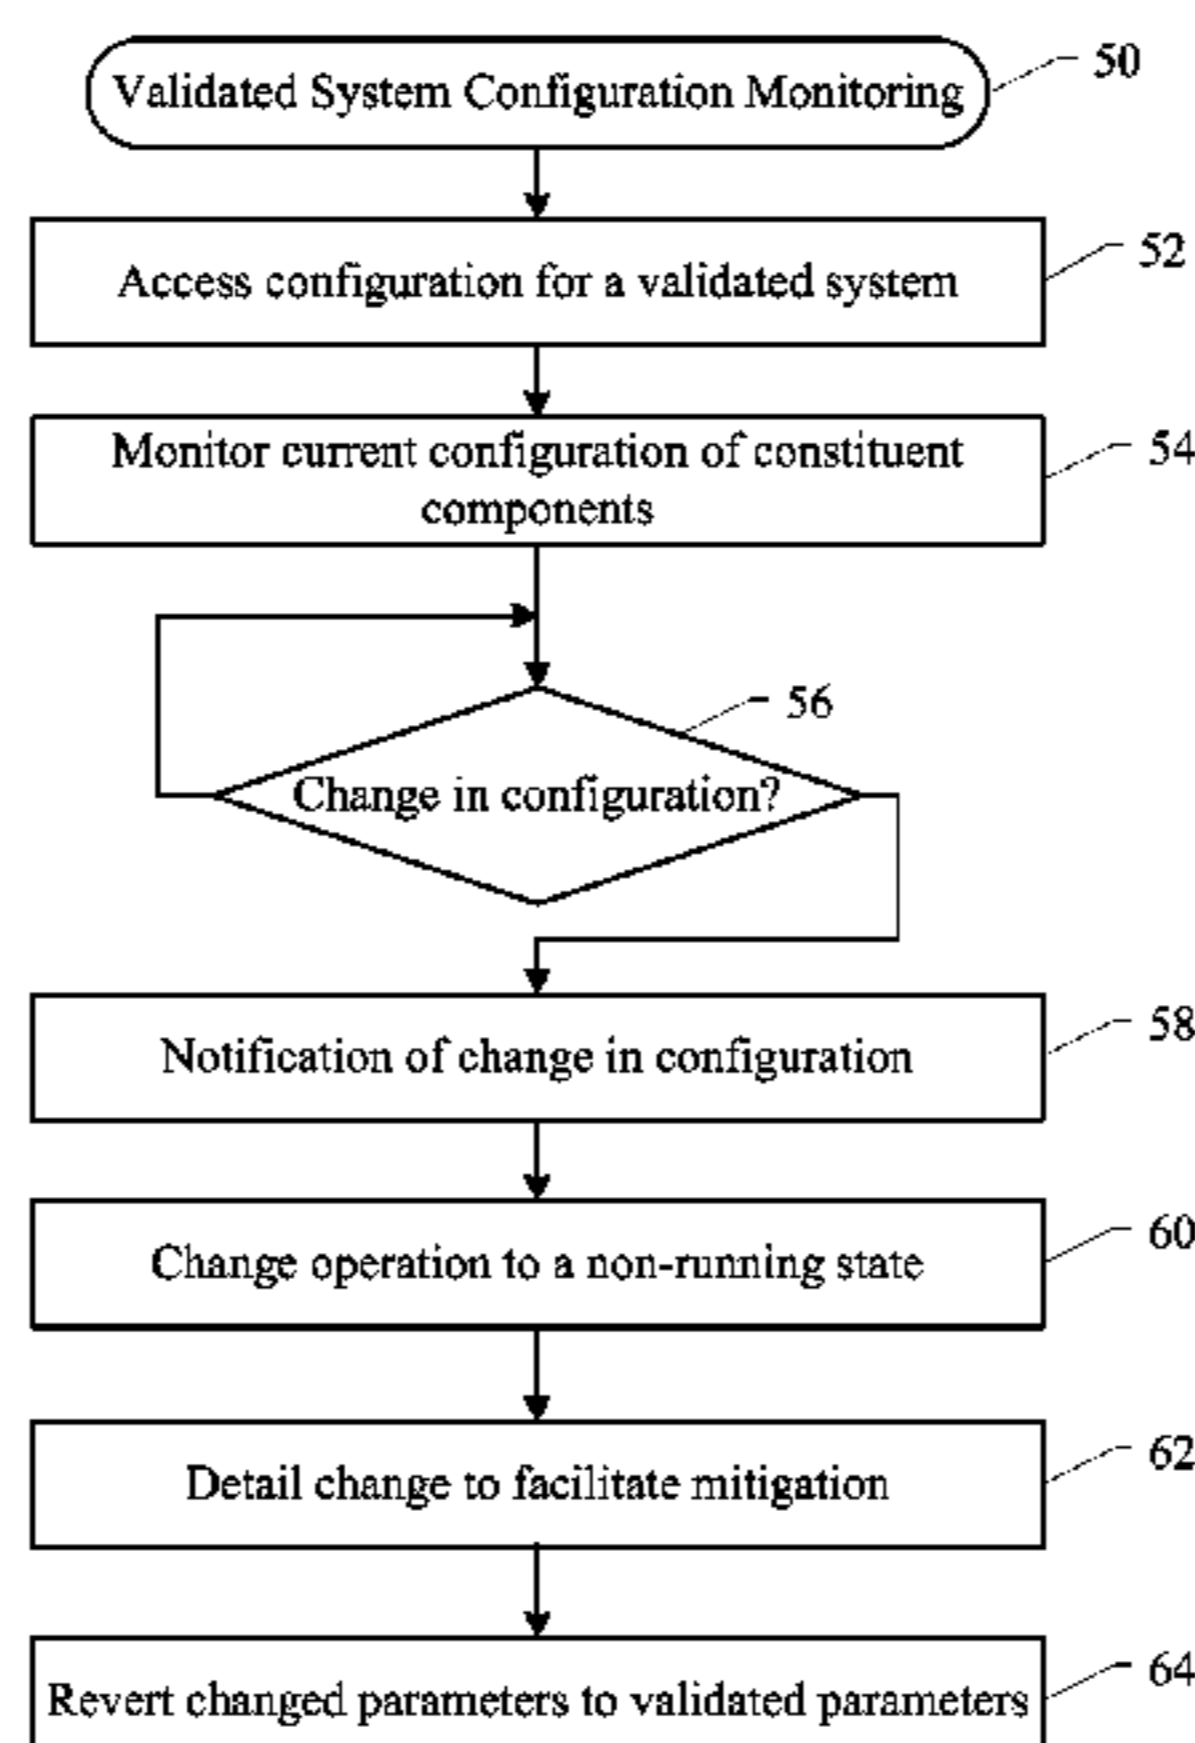 Validated System Configuration Monitoring
50
Access configuration for a validated system
52
Monitor current configuration of constituent
components
54
56
Change in configuration?
Notification of change in configuration
58
Change operation to a non-running state
60
Detail change to facilitate mitigation
62
Revert changed parameters to validated parameters
64